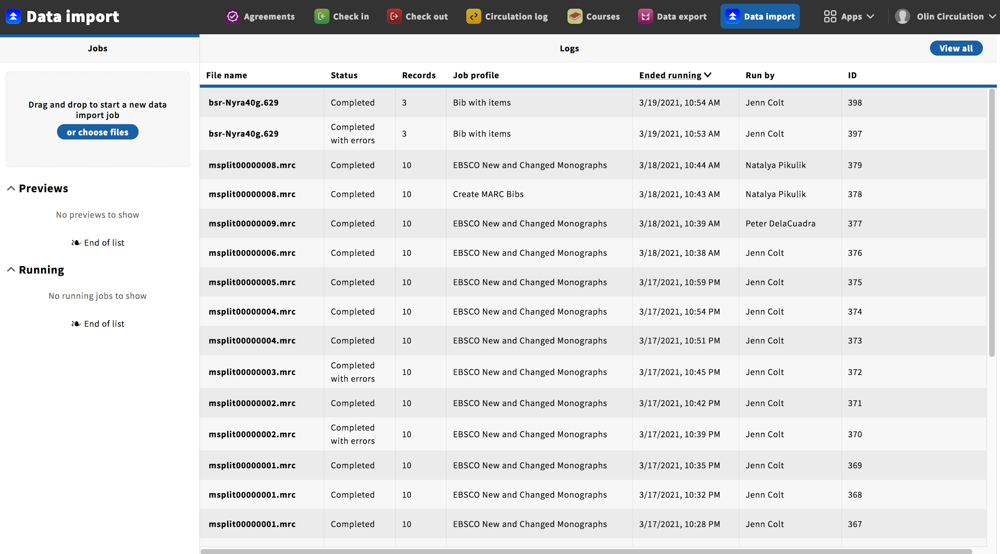 Data import
Agreements
Check in
Check out
Circulation log
Courses
Data export
Data import
Apps
Olin Circulation
Jobs
Drag and drop to start a new data
import job
or choose files
Previews
No previews to show
End of list
Running
No running jobs to show
End of list
Logs
View all
File name Status Records Job profile Ended running Run by ID
bsr-Nyra40g.629 Completed 3 Bib with items 3/19/2021, 10:54 AM Jenn Colt 398
bsr-Nyra40g.629 Completed with errors 3 Bib with items 3/19/2021, 10:53 AM Jenn Colt 397
msplit00000008.mrc Completed 10 EBSCO New and Changed Monographs 3/18/2021, 10:44 AM Natalya Pikulik 379
msplit00000008.mrc Completed 10 Create MARC Bibs 3/18/2021, 10:43 AM Natalya Pikulik 378
msplit00000009.mrc Completed 10 EBSCO New and Changed Monographs 3/18/2021, 10:39 AM Peter DelaCuadra 377
msplit00000006.mrc Completed 10 EBSCO New and Changed Monographs 3/18/2021, 10:38 AM Jenn Colt 376
msplit00000005.mrc Completed 10 EBSCO New and Changed Monographs 3/17/2021, 10:59 PM Jenn Colt 375
msplit00000004.mrc Completed 10 EBSCO New and Changed Monographs 3/17/2021, 10:54 PM Jenn Colt 374
msplit00000004.mrc Completed 10 EBSCO New and Changed Monographs 3/17/2021, 10:51 PM Jenn Colt 373
msplit00000003.mrc Completed with errors 10 EBSCO New and Changed Monographs 3/17/2021, 10:45 PM Jenn Colt 372
msplit00000002.mrc Completed 10 EBSCO New and Changed Monographs 3/17/2021, 10:42 PM Jenn Colt 371
msplit00000002.mrc Completed with errors 10 EBSCO New and Changed Monographs 3/17/2021, 10:39 PM Jenn Colt 370
msplit00000001.mrc Completed 10 EBSCO New and Changed Monographs 3/17/2021, 10:35 PM Jenn Colt 369
msplit00000001.mrc Completed 10 EBSCO New and Changed Monographs 3/17/2021, 10:32 PM Jenn Colt 368
msplit00000001.mrc Completed 10 EBSCO New and Changed Monographs 3/17/2021, 10:28 PM Jenn Colt 367